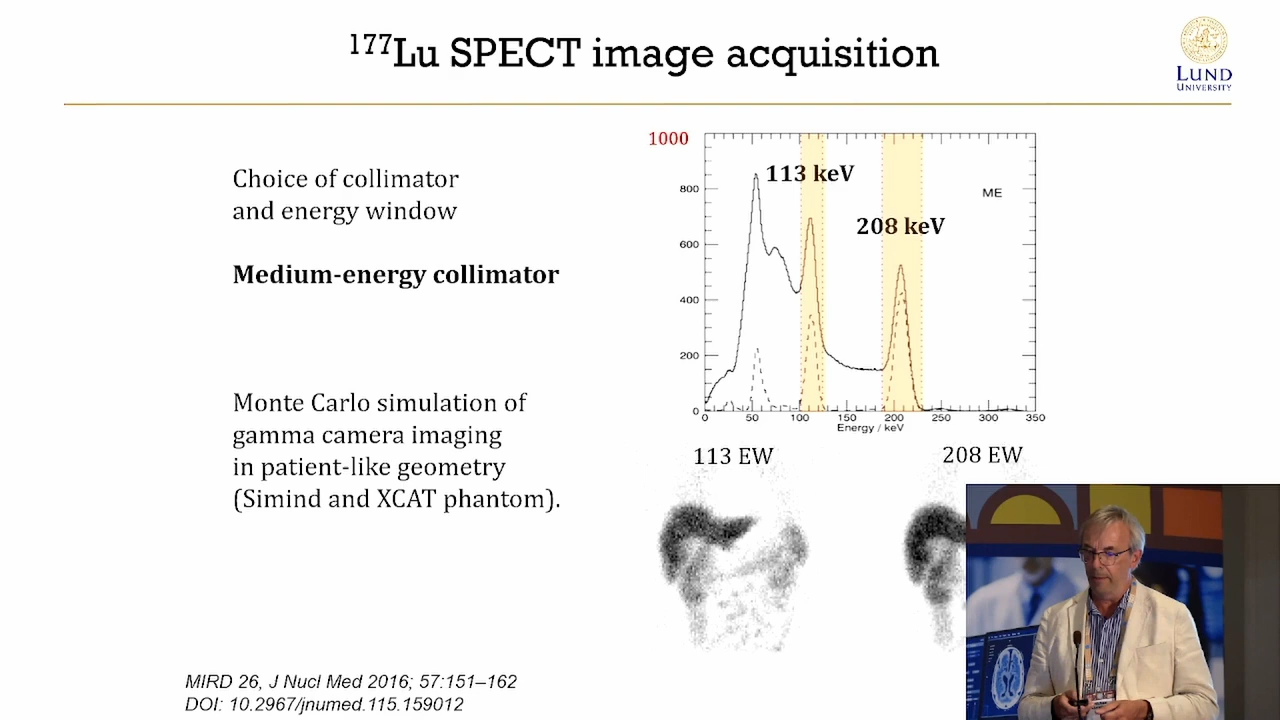 177Lu SPECT image acquisition
LUND
UNIVERSITY
Choice of collimator
and energy window
Medium-energy collimator
Monte Carlo simulation of
gamma camera imaging
in patient-like geometry
(Simind and XCAT phantom).
1000
113 keV
ME
208 keV
800
600
400
200
0
0 50 100 150 200 250 300 350
Energy / keV
113 EW
208 EW
MIRD 26, J Nucl Med 2016; 57:151–162
DOI: 10.2967/jnumed.115.159012